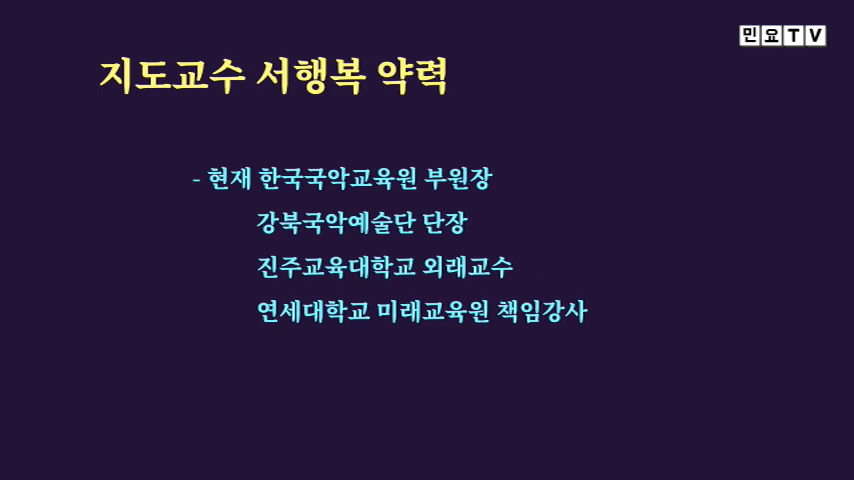 민요TV
지도교수 서행복 약력
- 현재 한국국악교육원 부원장
강북국악예술단 단장
진주교육대학교 외래교수
연세대학교 미래교육원 책임강사